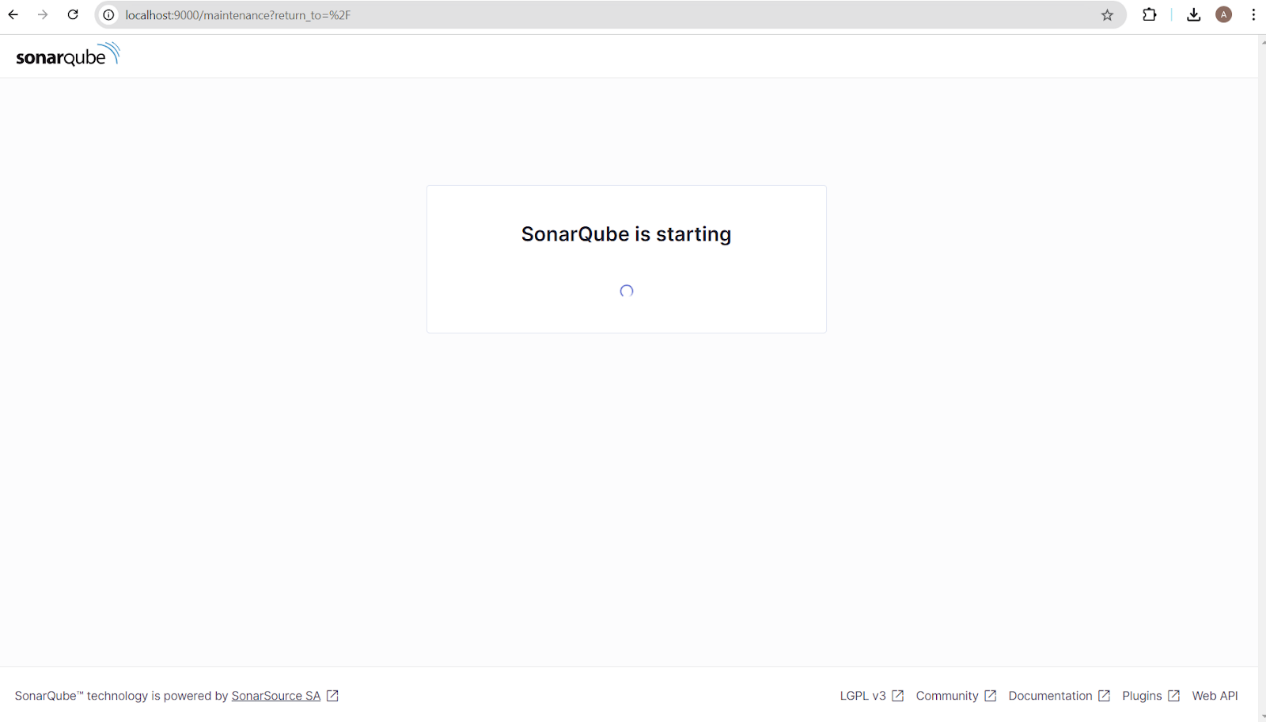 localhost:9000/maintenance?return_to=%2F
A
sonarqube
SonarQube is starting
SonarQube™ technology is powered by SonarSource SA
LGPL v3 Community Documentation Plugins Web API